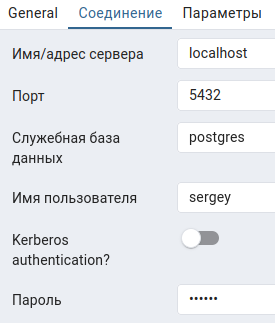 General Соединение Параметры
Имя/адрес сервера localhost
Порт 5432
Служебная база postgres
данных
Имя пользователя sergey
Kerberos
authentication?
Пароль ••••••